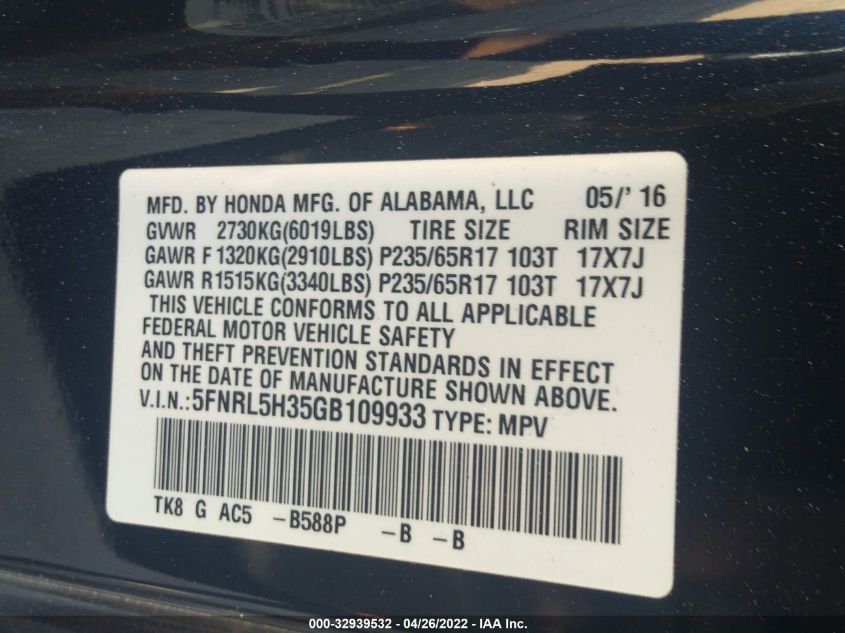 MFD. BY HONDA MFG. OF ALABAMA, LLC 05/' 16
GVWR 2730KG(6019LBS) TIRE SIZE RIM SIZE
GAWR F 1320KG(2910LBS) P235/65R17 103T 17X7J
GAWR R1515KG(3340LBS) P235/65R17 103T 17X7J
THIS VEHICLE CONFORMS TO ALL APPLICABLE
FEDERAL MOTOR VEHICLE SAFETY
AND THEFT PREVENTION STANDARDS IN EFFECT
ON THE DATE OF MANUFACTURE SHOWN ABOVE.
V.I.N.:5FNRL5H35GB109933 TYPE: MPV
TK8 G AC5 -B588P -B -B
000-32939532 - 04/26/2022 - IAA Inc.